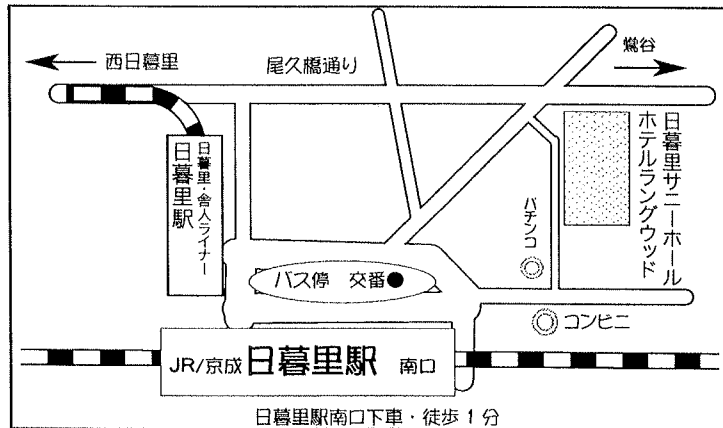 西日暮里
尾久橋通り
鶯谷
日暮里・舎人ライナー
日暮里駅
日暮里サニーホール
ホテルラングウッド
パチンコ
バス停 交番●
コンビニ
JR/京成 日暮里駅 南口
日暮里駅南口下車・徒歩1分